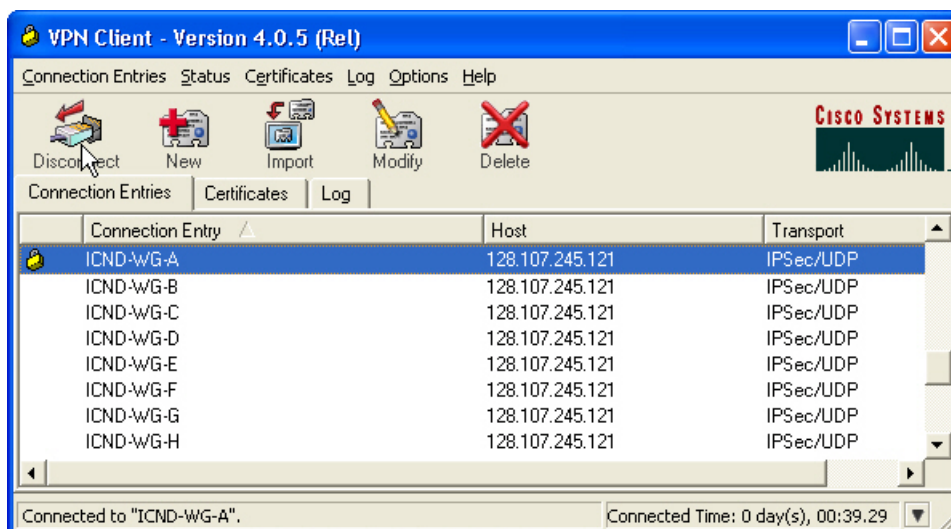 VPN Client - Version 4.0.5 (Rel)
Connection Entries Status Certificates Log Options Help
Disconnect New Import Modify Delete
CISCO SYSTEMS
Connection Entries Certificates Log
Connection Entry Host Transport
ICND-WG-A 128.107.245.121 IPSec/UDP
ICND-WG-B 128.107.245.121 IPSec/UDP
ICND-WG-C 128.107.245.121 IPSec/UDP
ICND-WG-D 128.107.245.121 IPSec/UDP
ICND-WG-E 128.107.245.121 IPSec/UDP
ICND-WG-F 128.107.245.121 IPSec/UDP
ICND-WG-G 128.107.245.121 IPSec/UDP
ICND-WG-H 128.107.245.121 IPSec/UDP
Connected to "ICND-WG-A". Connected Time: 0 day(s), 00:39.29